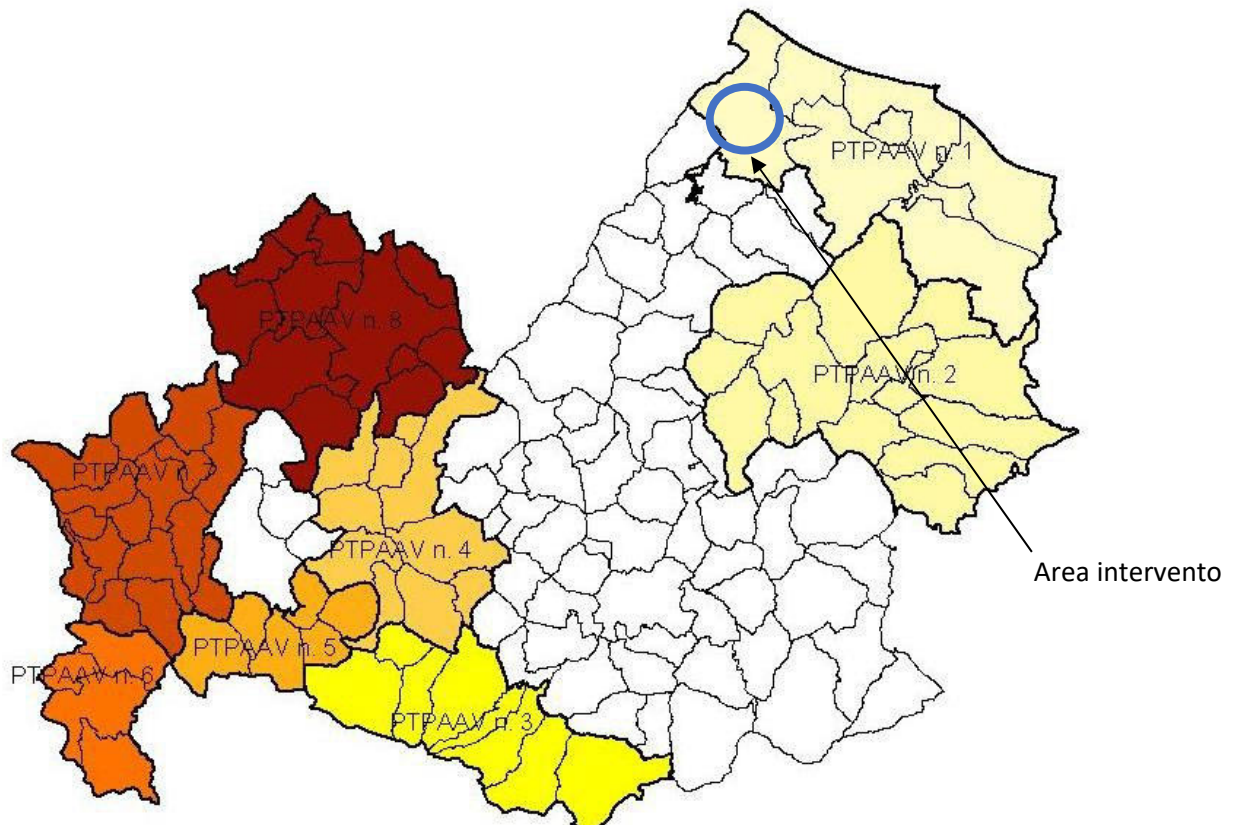 PTPAAV n. 1
PTPAAV n. 8
PTPAAV n. 2
PTPAAV n. 7
PTPAAV n. 4
Area intervento
PTPAAV n. 5
PTPAAV n. 6
PTPAAV n. 3